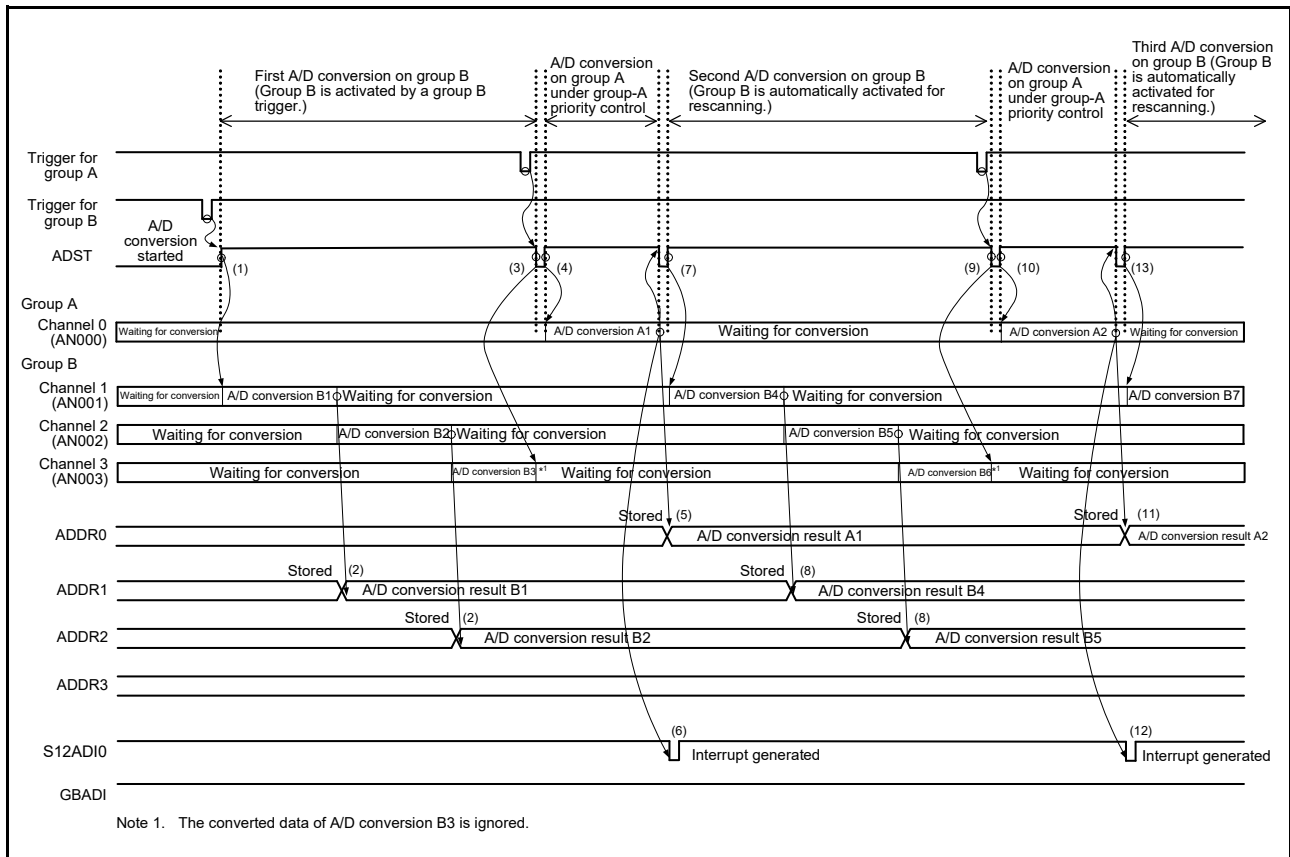 First A/D conversion on group B
(Group B is activated by a group B
trigger.)
A/D conversion
on group A
under group-A
priority control
Second A/D conversion on group B
(Group B is automatically activated for
rescanning.)
A/D conversion
on group A
under group-A
priority control
Third A/D conversion
on group B (Group B
is automatically
activated for
rescanning.)
Trigger for
group A
Trigger for
group B
A/D
conversion
started
ADST
(1)
(3)
(4)
(7)
(9)
(10)
(13)
Group A
Channel 0
(AN000)
Waiting for conversion
A/D conversion A1
Waiting for conversion
A/D conversion A2
Waiting for conversion
Group B
Channel 1
(AN001)
Waiting for conversion
A/D conversion B1
Waiting for conversion
A/D conversion B4
Waiting for conversion
A/D conversion B7
Channel 2
(AN002)
Waiting for conversion
A/D conversion B2
Waiting for conversion
A/D conversion B5
Waiting for conversion
Channel 3
(AN003)
Waiting for conversion
A/D conversion B3 *1
Waiting for conversion
A/D conversion B6*1
Waiting for conversion
ADDR0
Stored
(5)
A/D conversion result A1
Stored
(11)
A/D conversion result A2
ADDR1
Stored
(2)
A/D conversion result B1
Stored
(8)
A/D conversion result B4
ADDR2
Stored
(2)
A/D conversion result B2
Stored
(8)
A/D conversion result B5
ADDR3
S12ADI0
(6)
Interrupt generated
(12)
Interrupt generated
GBADI
Note 1. The converted data of A/D conversion B3 is ignored.